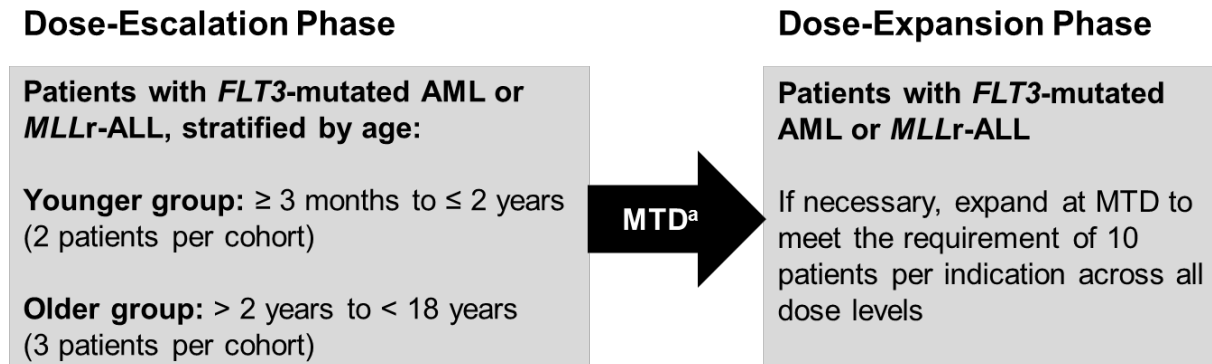 Dose-Escalation Phase
Patients with FLT3-mutated AML or
MLLr-ALL, stratified by age:
Younger group: ≥ 3 months to ≤ 2 years
(2 patients per cohort)
Older group: > 2 years to < 18 years
(3 patients per cohort)
MTDᵃ
Dose-Expansion Phase
Patients with FLT3-mutated
AML or MLLr-ALL
If necessary, expand at MTD to
meet the requirement of 10
patients per indication across all
dose levels